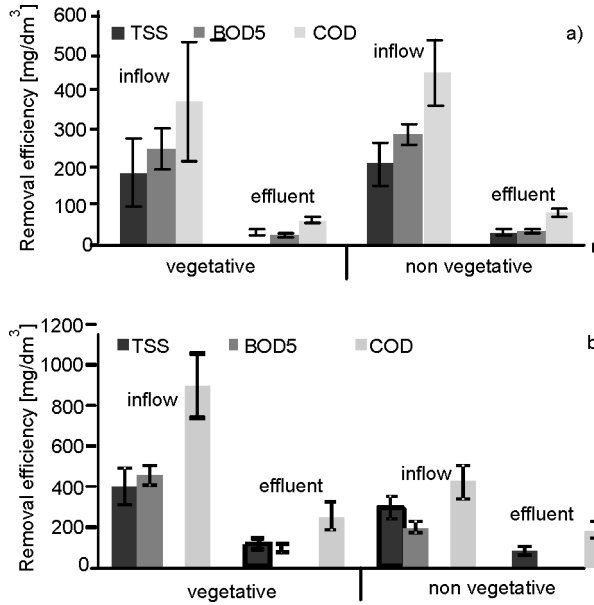 600
500
400
300
200
100
0
Removal efficiency [mg/dm³]
TSS BOD5 COD
a)
inflow
effluent
inflow
effluent
vegetative
non vegetative
1200
1000
800
600
400
200
0
Removal efficiency [mg/dm³]
TSS BOD5 COD
b
inflow
effluent
inflow
effluent
vegetative
non vegetative